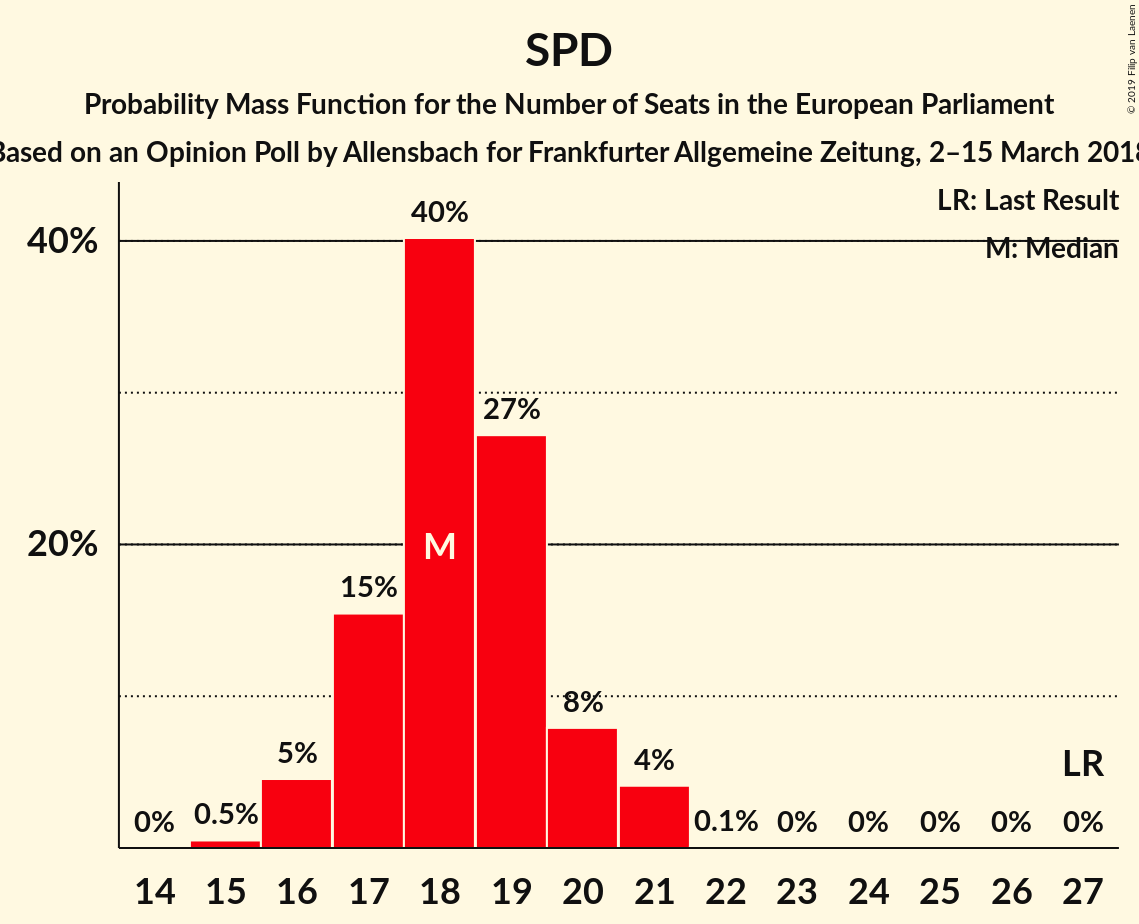 © 2019 Filip van Laenen
SPD
Probability Mass Function for the Number of Seats in the European Parliament
Based on an Opinion Poll by Allensbach for Frankfurter Allgemeine Zeitung, 2–15 March 2018
LR: Last Result
M: Median
40%
40%
27%
20%
M
15%
8%
5%
4%
LR
0%
0.5%
0.1%
0%
0%
0%
0%
0%
14 15 16 17 18 19 20 21 22 23 24 25 26 27